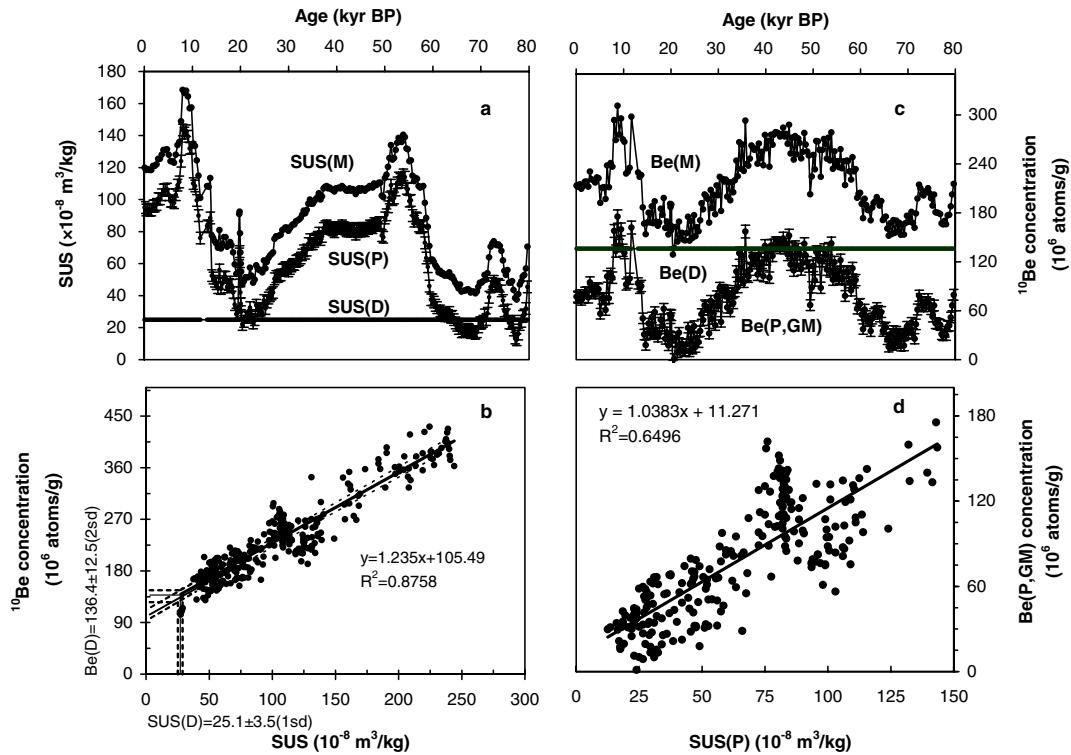 Age (kyr BP)
0 10 20 30 40 50 60 70 80
180
160
140
120
100
80
60
40
20
0
SUS (×10⁻⁸ m³/kg)
a
SUS(M)
SUS(P)
SUS(D)
Age (kyr BP)
0 10 20 30 40 50 60 70 80
c
Be(M)
Be(D)
Be(P,GM)
300
240
180
120
60
0
¹⁰Be concentration
(10⁶ atoms/g)
450
360
270
180
90
0
¹⁰Be concentration
(10⁶ atoms/g)
Be(D)=136.4±12.5(2sd)
b
y=1.235x+105.49
R²=0.8758
0 50 100 150 200 250 300
SUS(D)=25.1±3.5(1sd)
SUS (10⁻⁸ m³/kg)
y = 1.0383x + 11.271
R²=0.6496
d
180
120
60
0
Be(P,GM) concentration
(10⁶ atoms/g)
0 25 50 75 100 125 150
SUS(P) (10⁻⁸ m³/kg)